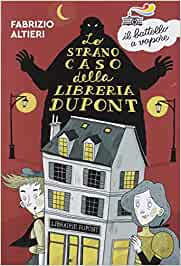 FABRIZIO
ALTIERI
il battello
a vapore
Lo
STRANO
CASO della
LIBRERIA
DUPONT
LIBRAIRIE DUPONT